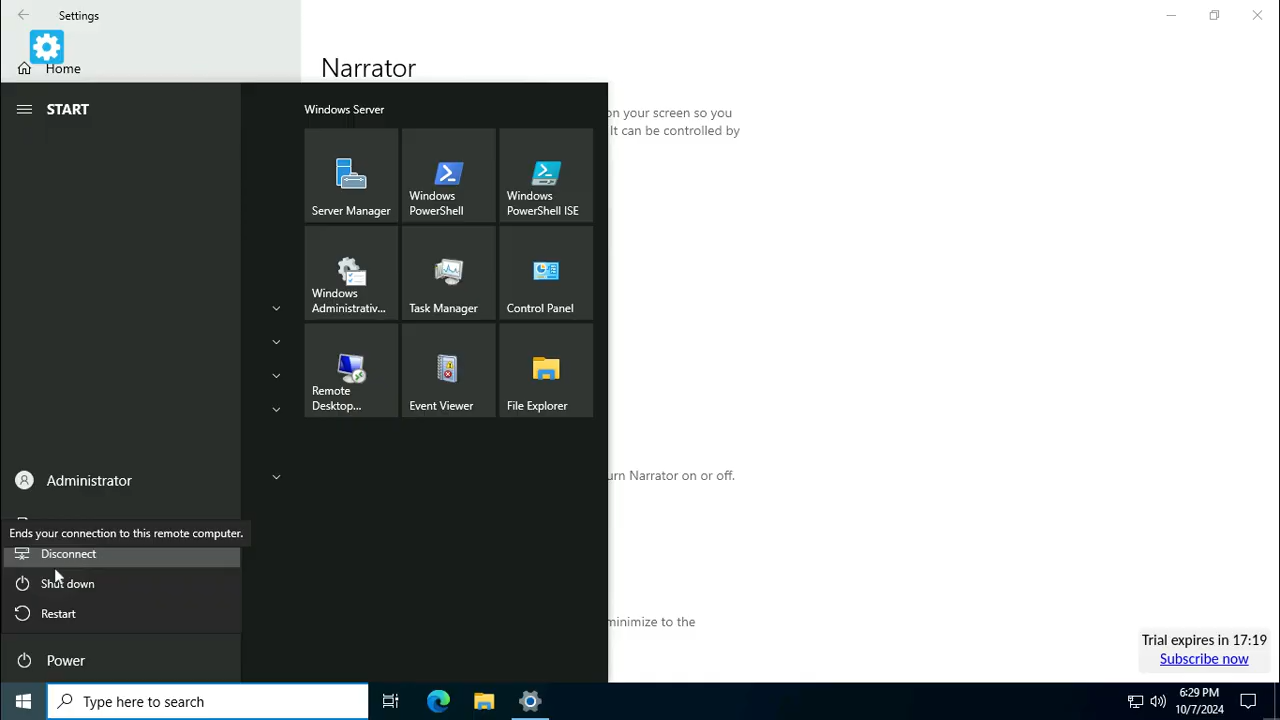 Settings
Home
Narrator
on your screen so you
It can be controlled by
START
Windows Server
Server Manager
Windows PowerShell
Windows PowerShell ISE
Windows Administrativ...
Task Manager
Control Panel
Remote Desktop...
Event Viewer
File Explorer
Administrator
urn Narrator on or off.
Ends your connection to this remote computer.
Disconnect
Shut down
Restart
minimize to the
Power
Trial expires in 17:19
Subscribe now
Type here to search
6:29 PM
10/7/2024